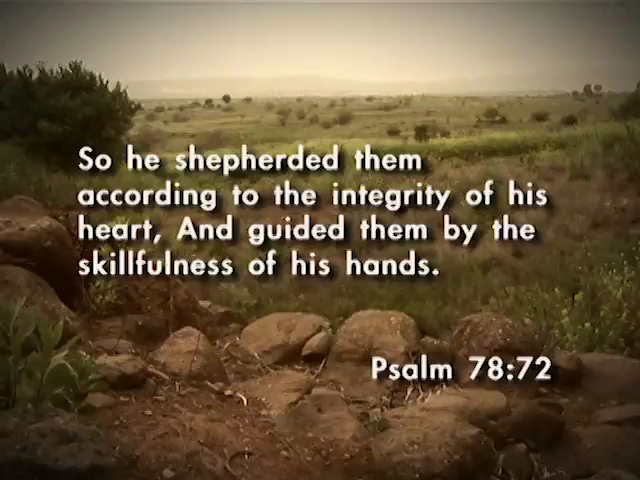 So he shepherded them
according to the integrity of his
heart, And guided them by the
skillfulness of his hands.
Psalm 78:72